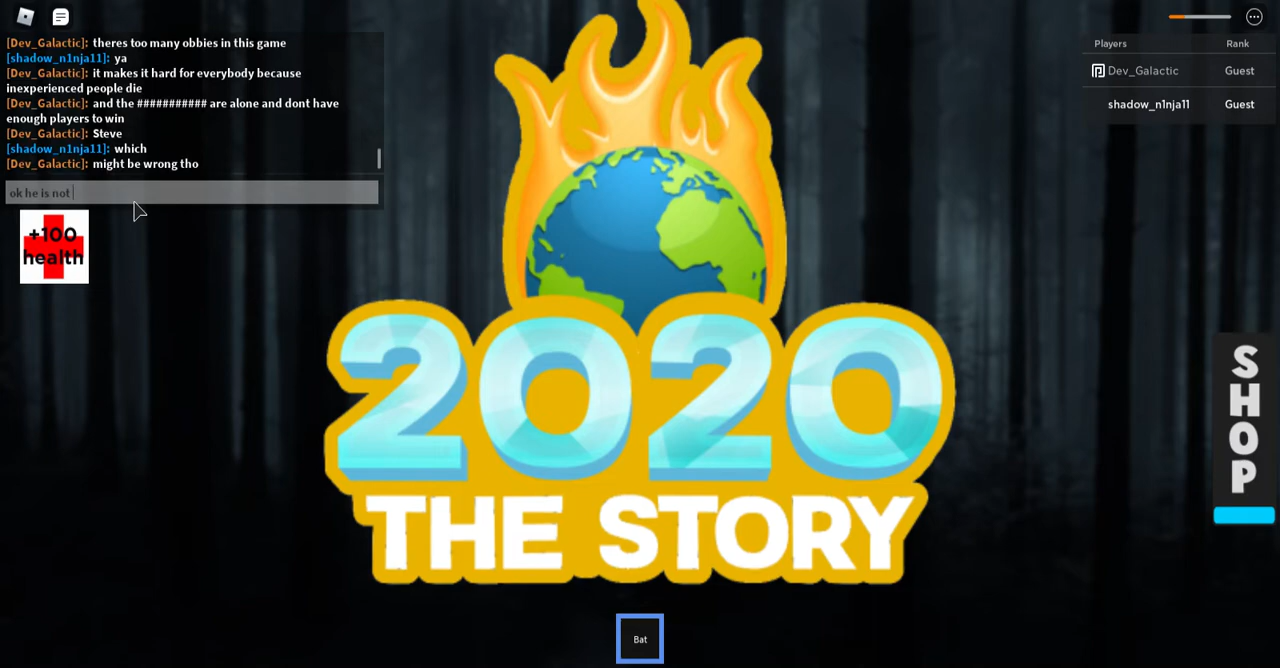 [Dev_Galactic]: theres too many obbies in this game
[shadow_n1nja11]: ya
[Dev_Galactic]: it makes it hard for everybody because
inexperienced people die
[Dev_Galactic]: and the ########### are alone and dont have
enough players to win
[Dev_Galactic]: Steve
[shadow_n1nja11]: which
[Dev_Galactic]: might be wrong tho
ok he is not
+100
health
Players Rank
Dev_Galactic Guest
shadow_n1nja11 Guest
2020
THE STORY
SHOP
Bat